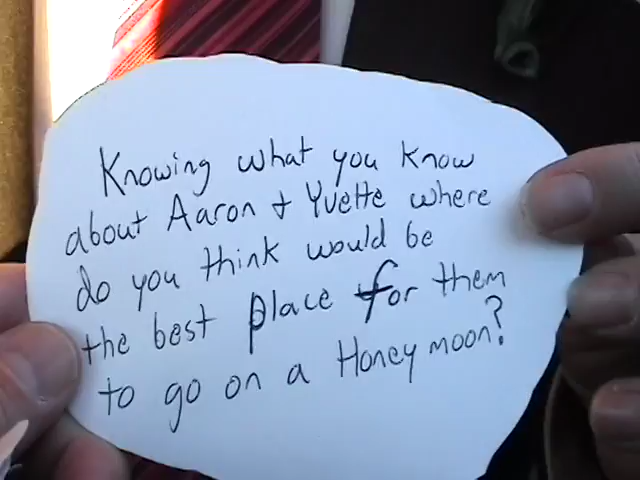 Knowing what you know
about Aaron + Yvette where
do you think would be
the best place for them
to go on a Honeymoon?